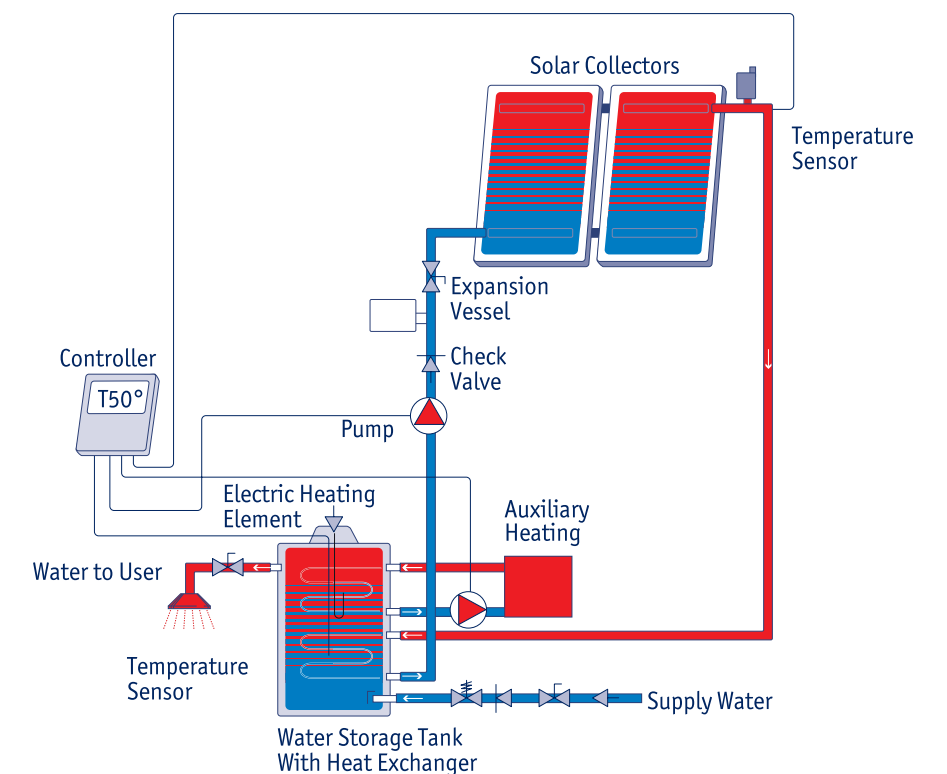 Solar Collectors
Temperature
Sensor
Expansion
Vessel
Controller
Check
Valve
T50°
Pump
Electric Heating
Element
Auxiliary
Heating
Water to User
Temperature
Sensor
Supply Water
Water Storage Tank
With Heat Exchanger